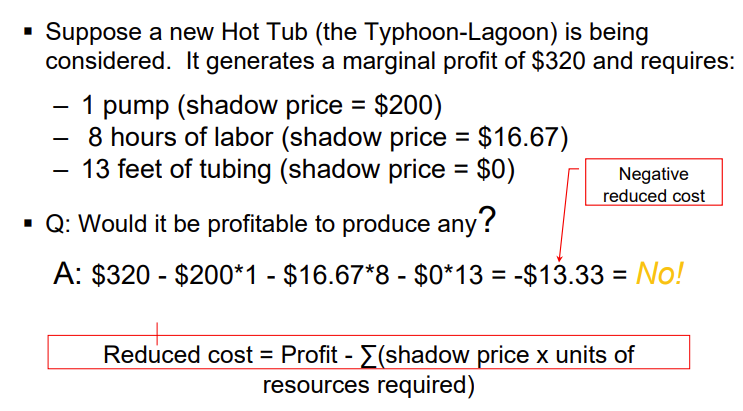 ▪ Suppose a new Hot Tub (the Typhoon-Lagoon) is being
considered. It generates a marginal profit of $320 and requires:
– 1 pump (shadow price = $200)
– 8 hours of labor (shadow price = $16.67)
– 13 feet of tubing (shadow price = $0)
Negative
reduced cost
▪ Q: Would it be profitable to produce any?
A: $320 - $200*1 - $16.67*8 - $0*13 = -$13.33 = No!
Reduced cost = Profit - ∑(shadow price x units of
resources required)